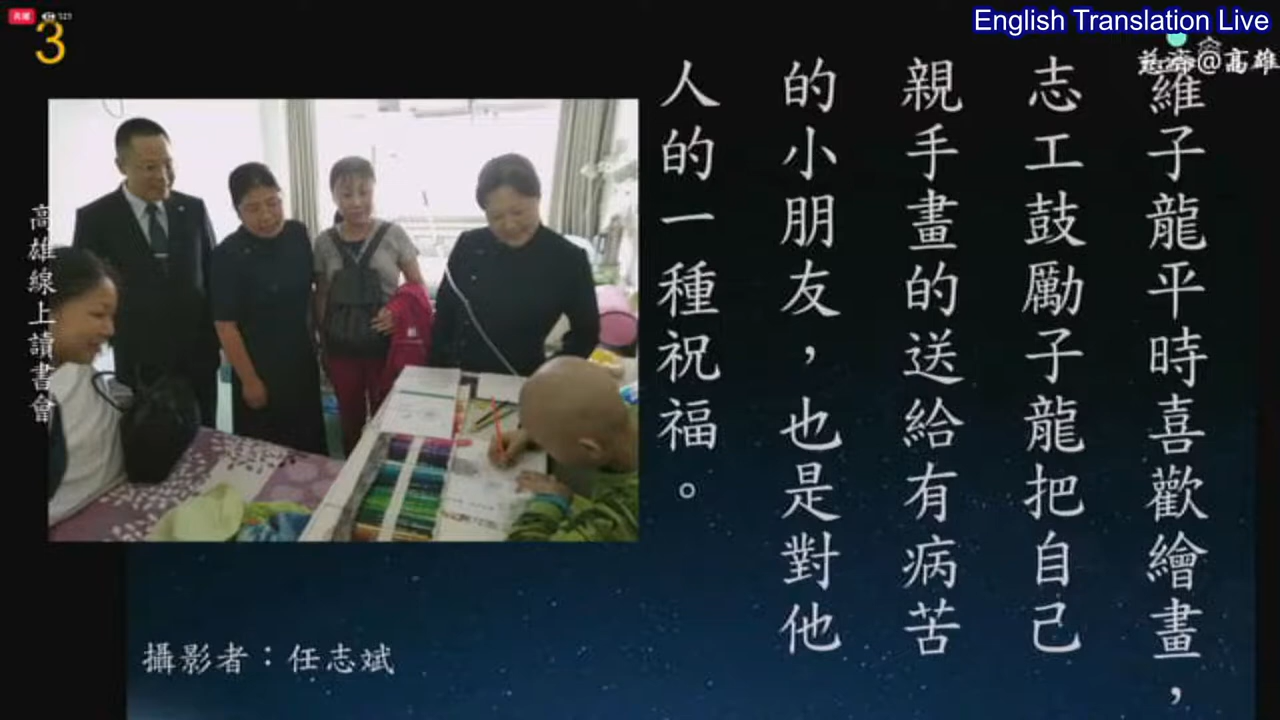 English Translation Live
慈濟@高雄
高雄
3
維子龍平時喜歡繪畫，
志工鼓勵子龍把自己
親手畫的送給有病苦
的小朋友，也是對他
人的一種祝福。
高雄線上讀書會
攝影者：任志斌